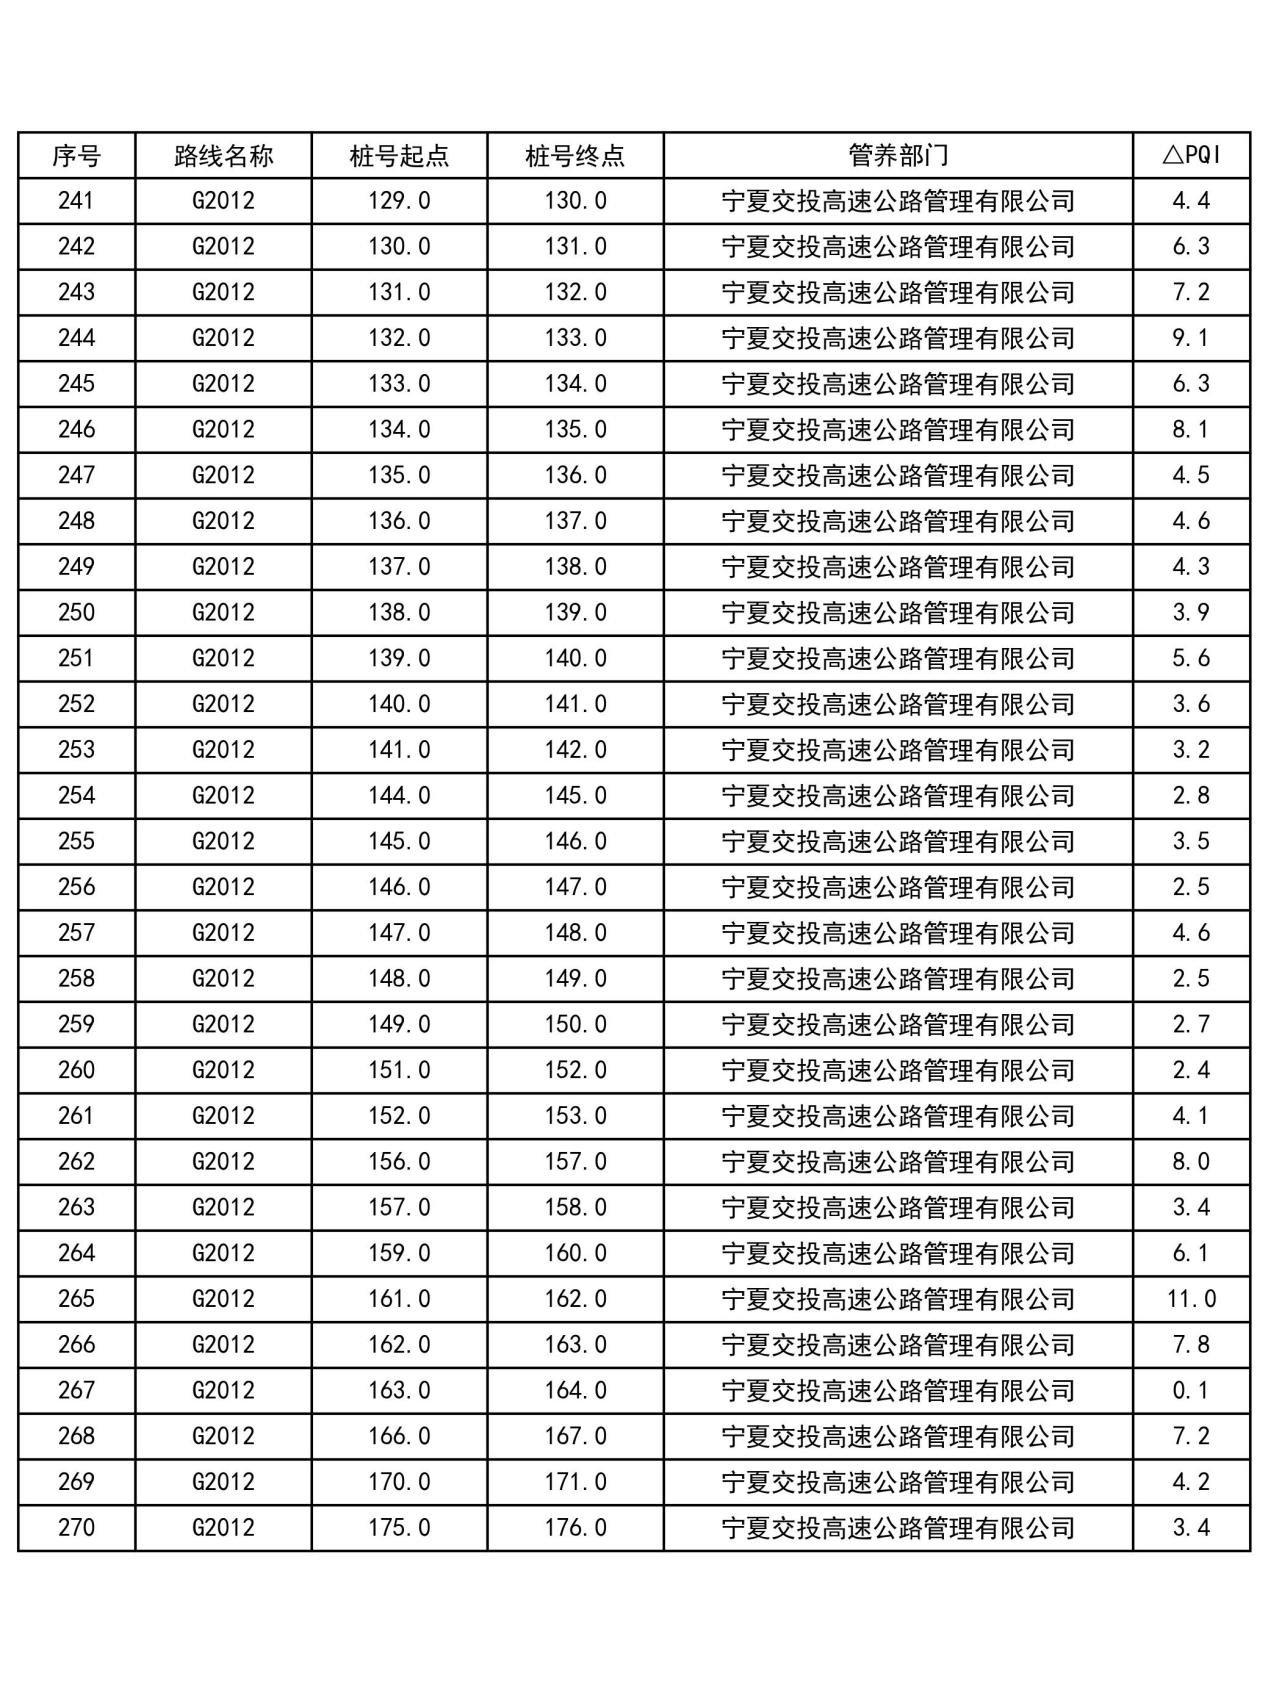 序号 路线名称 桩号起点 桩号终点 管养部门 △PQI
241 G2012 129.0 130.0 宁夏交投高速公路管理有限公司 4.4
242 G2012 130.0 131.0 宁夏交投高速公路管理有限公司 6.3
243 G2012 131.0 132.0 宁夏交投高速公路管理有限公司 7.2
244 G2012 132.0 133.0 宁夏交投高速公路管理有限公司 9.1
245 G2012 133.0 134.0 宁夏交投高速公路管理有限公司 6.3
246 G2012 134.0 135.0 宁夏交投高速公路管理有限公司 8.1
247 G2012 135.0 136.0 宁夏交投高速公路管理有限公司 4.5
248 G2012 136.0 137.0 宁夏交投高速公路管理有限公司 4.6
249 G2012 137.0 138.0 宁夏交投高速公路管理有限公司 4.3
250 G2012 138.0 139.0 宁夏交投高速公路管理有限公司 3.9
251 G2012 139.0 140.0 宁夏交投高速公路管理有限公司 5.6
252 G2012 140.0 141.0 宁夏交投高速公路管理有限公司 3.6
253 G2012 141.0 142.0 宁夏交投高速公路管理有限公司 3.2
254 G2012 144.0 145.0 宁夏交投高速公路管理有限公司 2.8
255 G2012 145.0 146.0 宁夏交投高速公路管理有限公司 3.5
256 G2012 146.0 147.0 宁夏交投高速公路管理有限公司 2.5
257 G2012 147.0 148.0 宁夏交投高速公路管理有限公司 4.6
258 G2012 148.0 149.0 宁夏交投高速公路管理有限公司 2.5
259 G2012 149.0 150.0 宁夏交投高速公路管理有限公司 2.7
260 G2012 151.0 152.0 宁夏交投高速公路管理有限公司 2.4
261 G2012 152.0 153.0 宁夏交投高速公路管理有限公司 4.1
262 G2012 156.0 157.0 宁夏交投高速公路管理有限公司 8.0
263 G2012 157.0 158.0 宁夏交投高速公路管理有限公司 3.4
264 G2012 159.0 160.0 宁夏交投高速公路管理有限公司 6.1
265 G2012 161.0 162.0 宁夏交投高速公路管理有限公司 11.0
266 G2012 162.0 163.0 宁夏交投高速公路管理有限公司 7.8
267 G2012 163.0 164.0 宁夏交投高速公路管理有限公司 0.1
268 G2012 166.0 167.0 宁夏交投高速公路管理有限公司 7.2
269 G2012 170.0 171.0 宁夏交投高速公路管理有限公司 4.2
270 G2012 175.0 176.0 宁夏交投高速公路管理有限公司 3.4